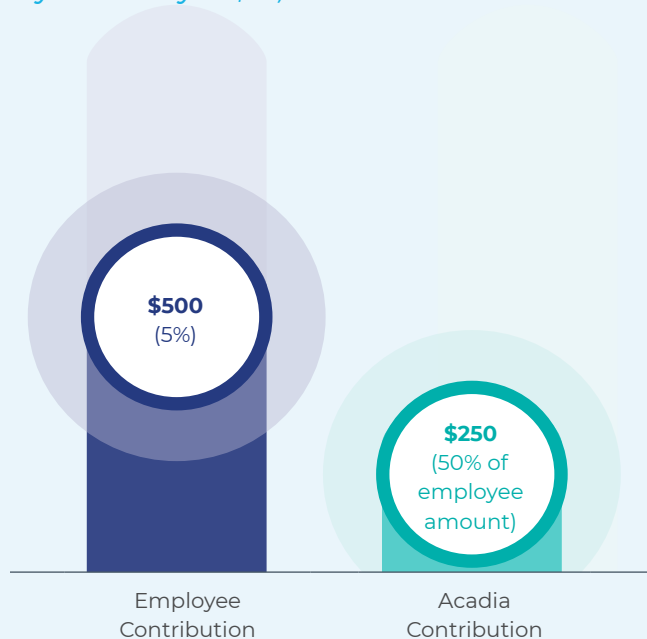 $500
(5%)
$250
(50% of
employee
amount)
Employee
Contribution
Acadia
Contribution